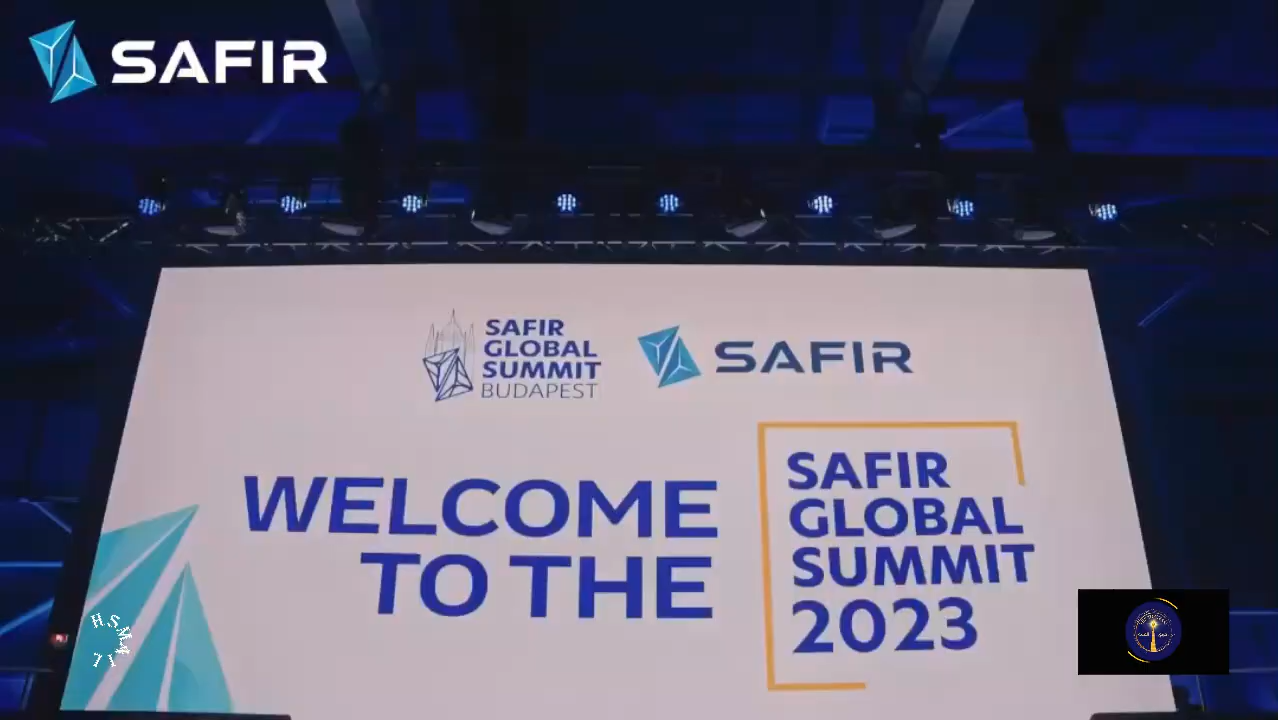 SAFIR
SAFIR
GLOBAL
SUMMIT
BUDAPEST
SAFIR
WELCOME
TO THE
SAFIR
GLOBAL
SUMMIT
2023